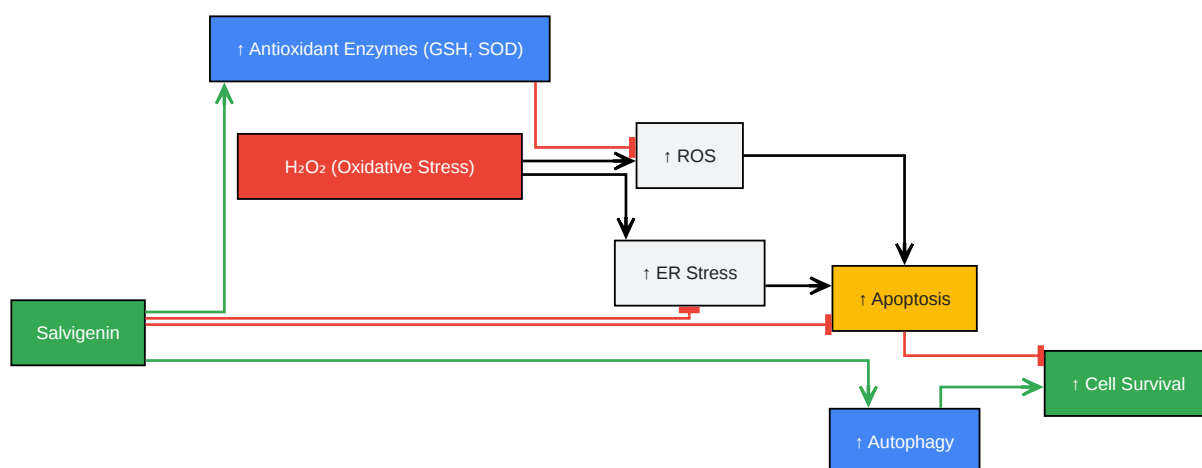 ↑ Antioxidant Enzymes (GSH, SOD)
H₂O₂ (Oxidative Stress)
↑ ROS
↑ ER Stress
↑ Apoptosis
Salvigenin
↑ Cell Survival
↑ Autophagy